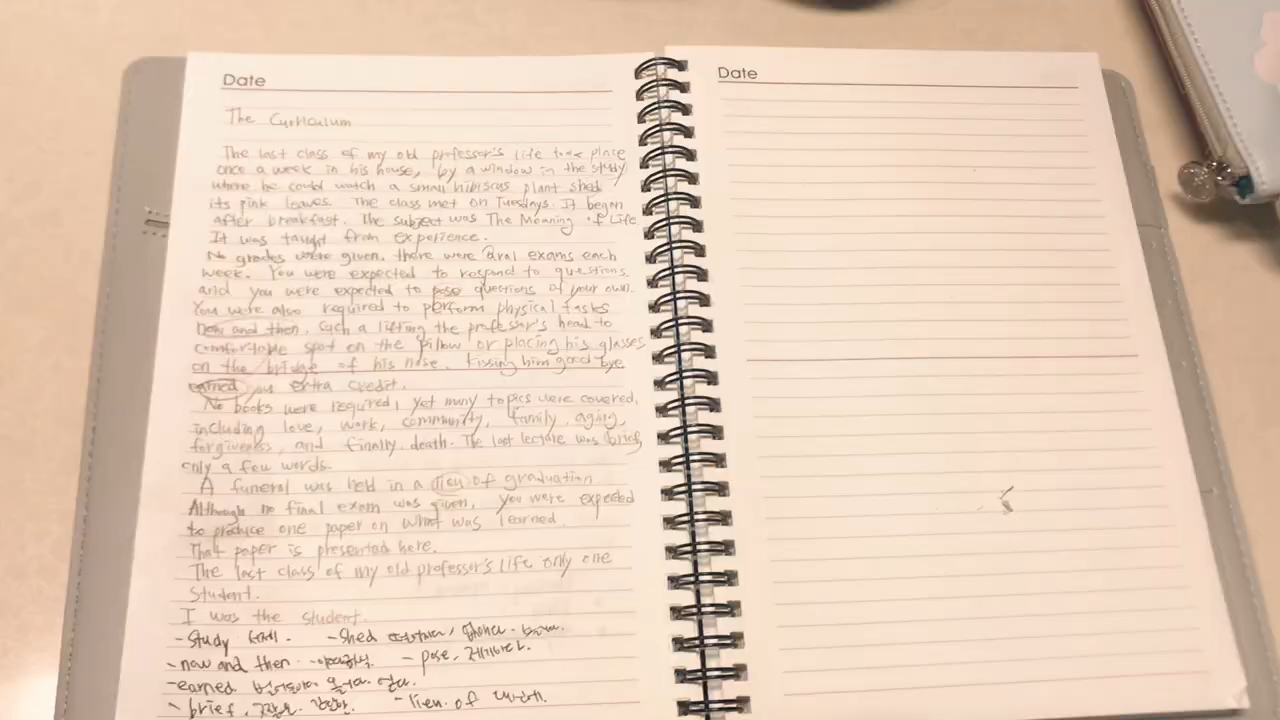 Date
The Curriculum
The last class of my old professor's life took place
once a week in his house, by a window in the study
where he could watch a small hibiscus plant shed
its pink leaves. The class met on Tuesdays. It began
after breakfast. The subject was The Meaning of Life
It was taught from experience.
No grades were given, there were oral exams each
week. You were expected to respond to questions,
and you were expected to pose questions of your own.
You were also required to perform physical tasks
now and then, such a lifting the professor's head to
comfortable spot on the pillow or placing his glasses
on the bridge of his nose. Kissing him good bye
earned you extra credit.
No books were required, yet many topics were covered,
including love, work, community, family, aging,
forgiveness, and finally, death. The last lecture was brief,
only a few words.
A funeral was held in a lieu of graduation
Although no final exam was given, you were expected
to produce one paper on what was learned.
That paper is presented here.
The last class of my old professor's life only one
student.
I was the student.
- Study 서재. - Shed
- now and then - - pose, 제기하다.
- earned
- brief, - lieu of 대신에.
Date